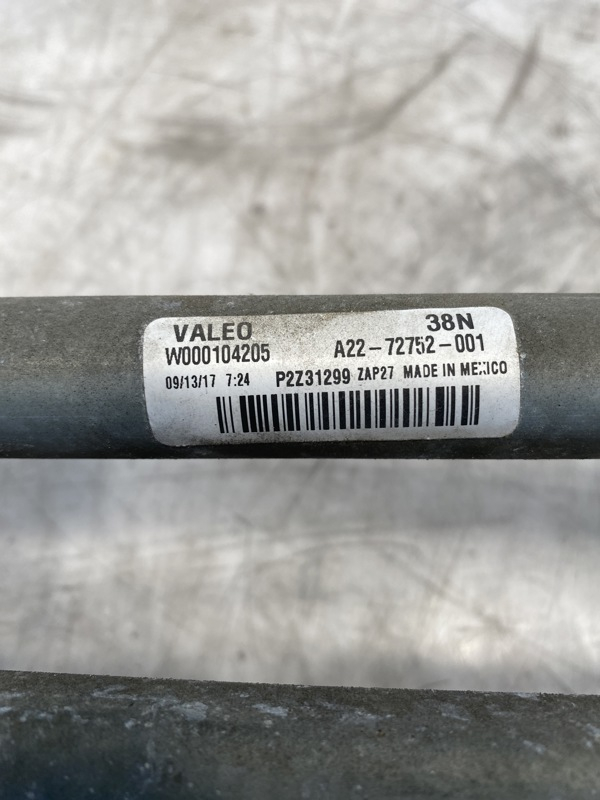 VALEO 38N
W000104205 A22-72752-001
09/13/17 7:24 P2Z31299 ZAP27 MADE IN MEXICO